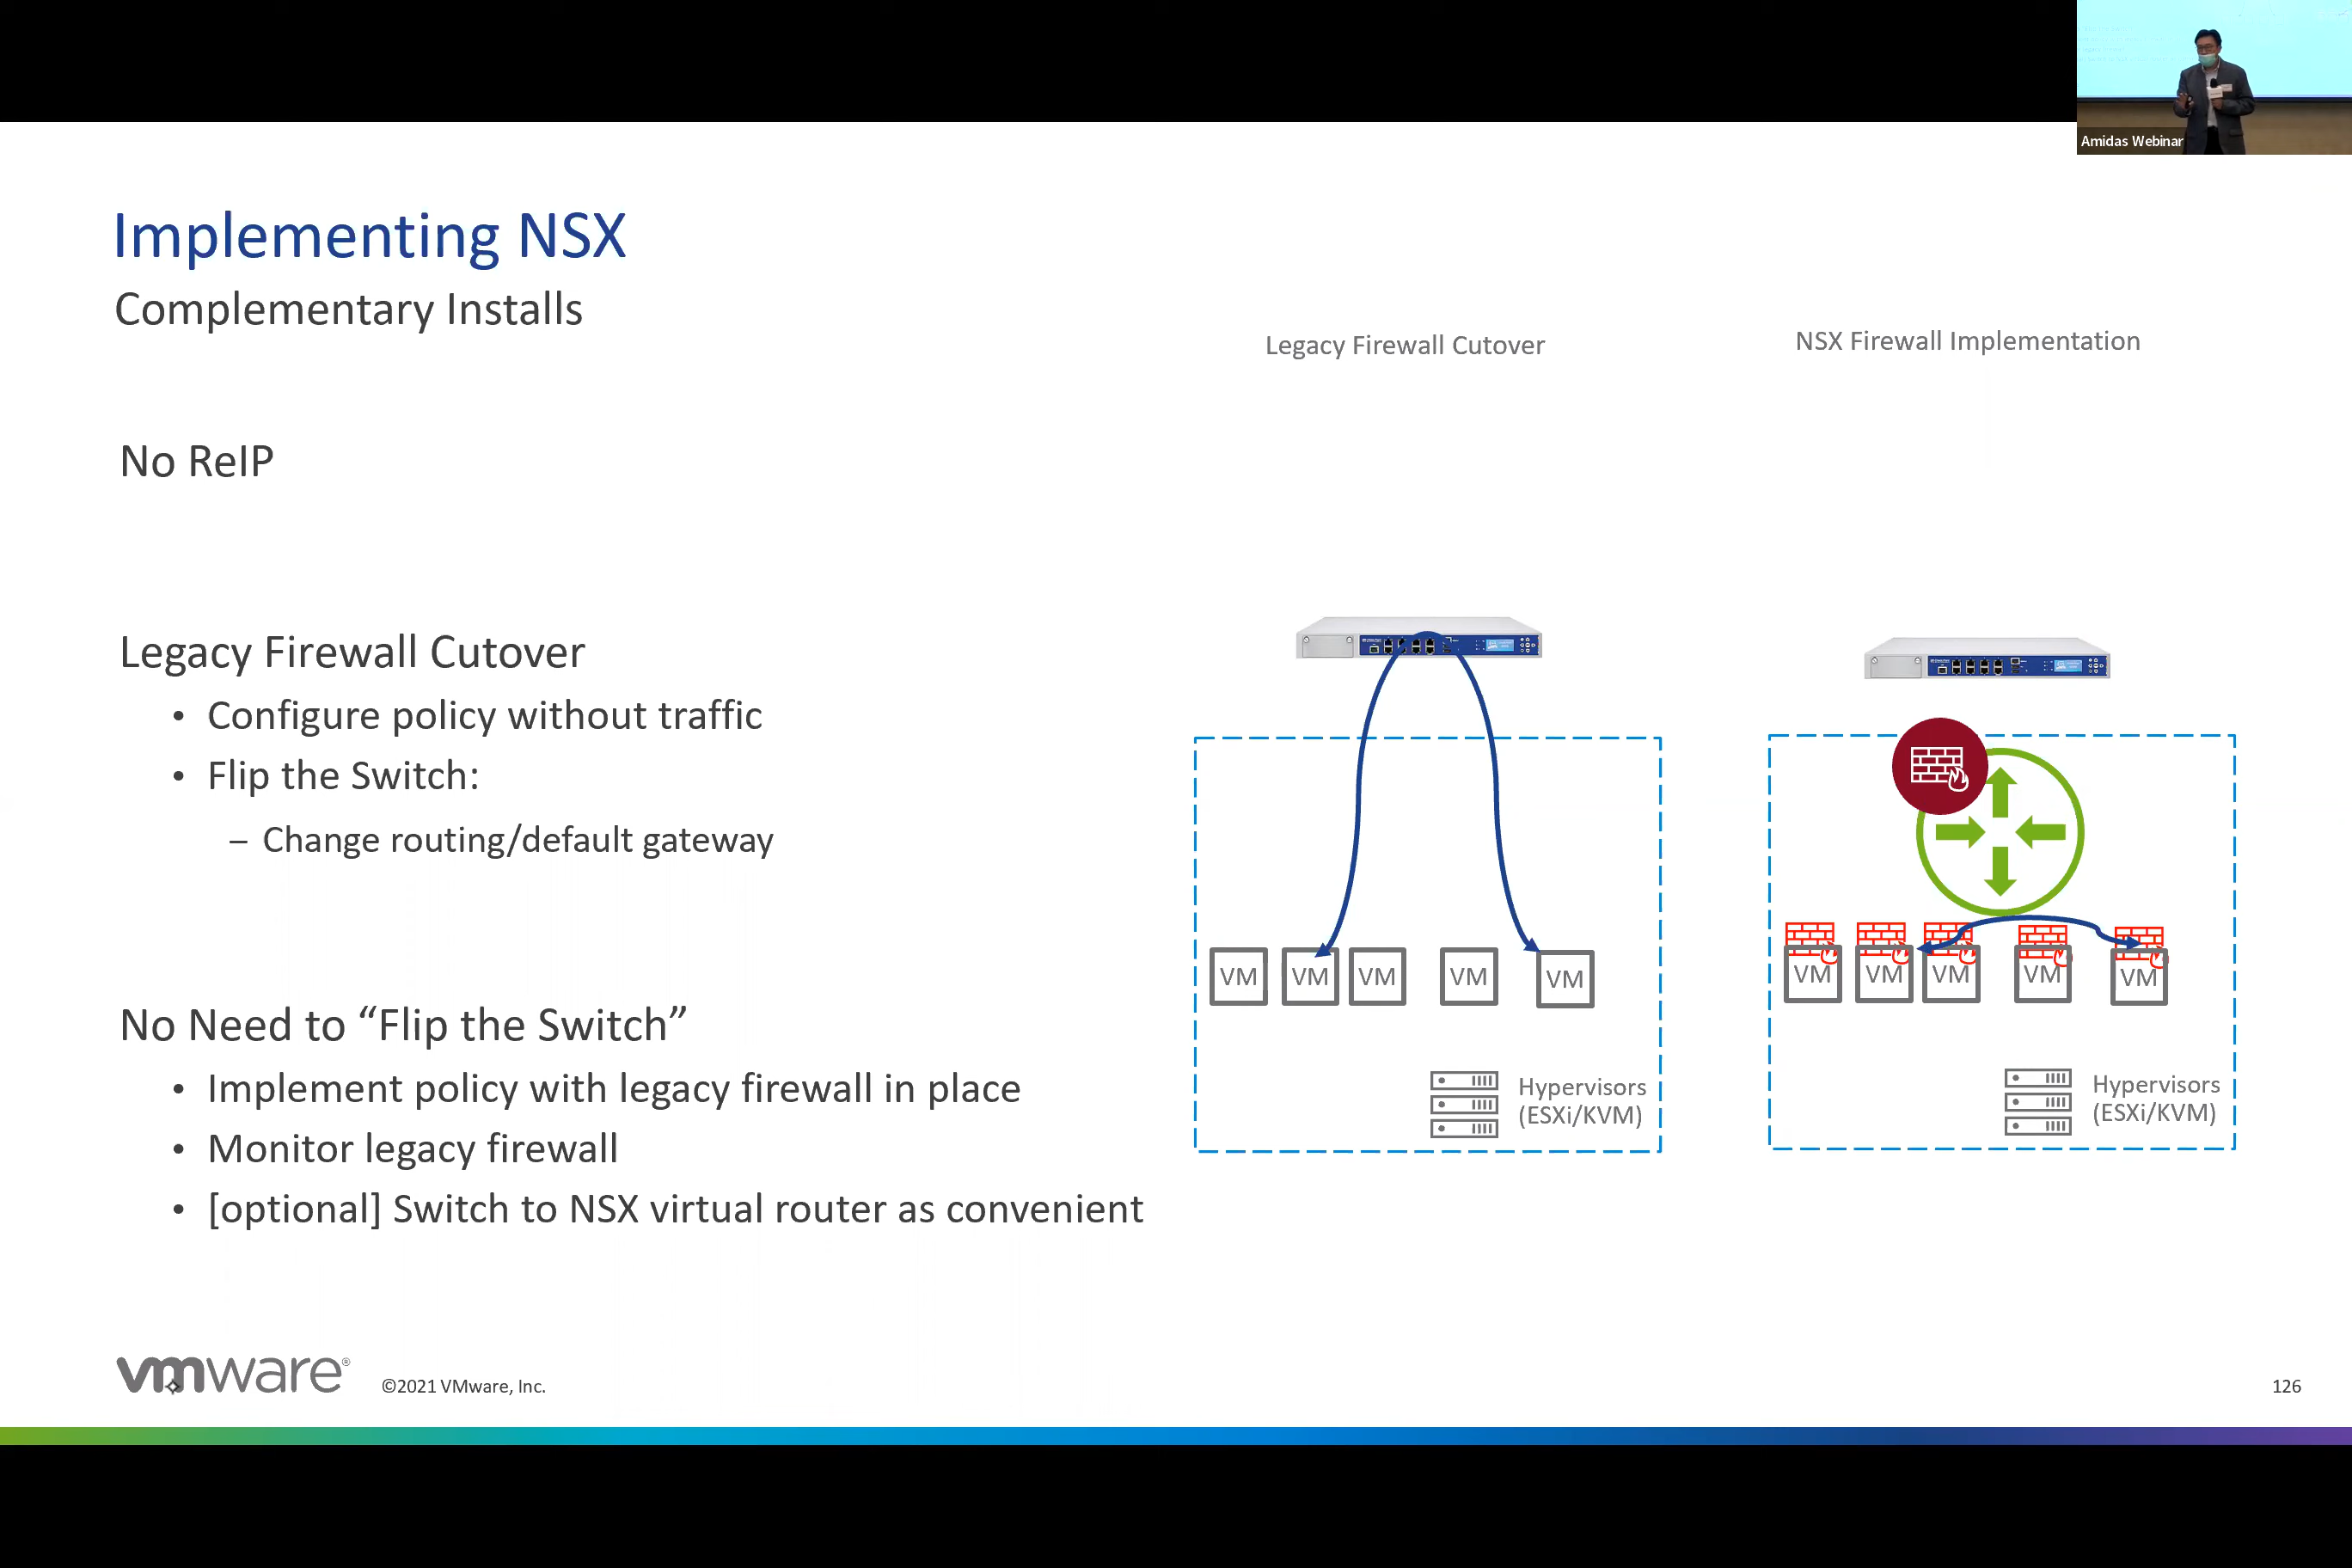 Amidas Webinar
Implementing NSX
Complementary Installs
Legacy Firewall Cutover
NSX Firewall Implementation
No ReIP
Legacy Firewall Cutover
• Configure policy without traffic
• Flip the Switch:
– Change routing/default gateway
No Need to “Flip the Switch”
• Implement policy with legacy firewall in place
• Monitor legacy firewall
• [optional] Switch to NSX virtual router as convenient
VM VM VM VM VM
Hypervisors
(ESXi/KVM)
VM VM VM VM VM
Hypervisors
(ESXi/KVM)
vmware®
©2021 VMware, Inc.
126